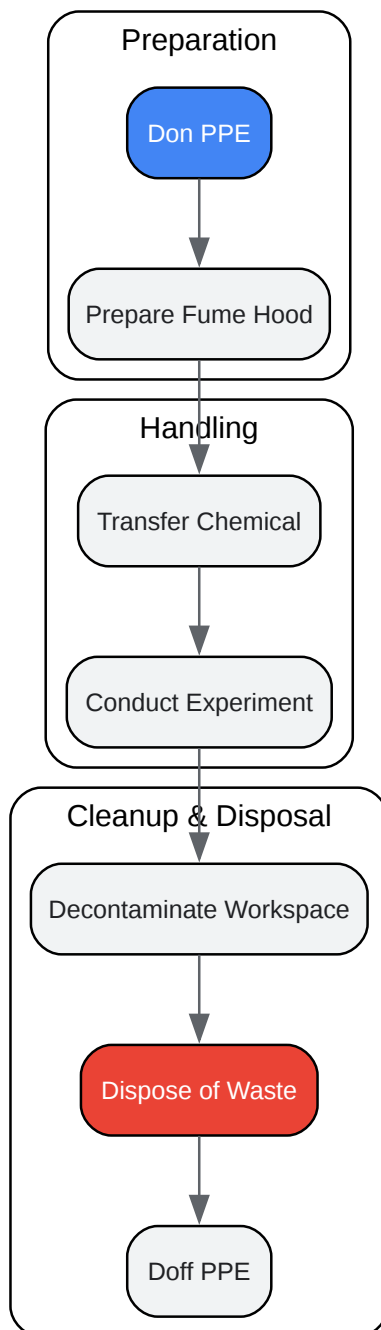 Preparation
Don PPE
Prepare Fume Hood
Handling
Transfer Chemical
Conduct Experiment
Cleanup & Disposal
Decontaminate Workspace
Dispose of Waste
Doff PPE